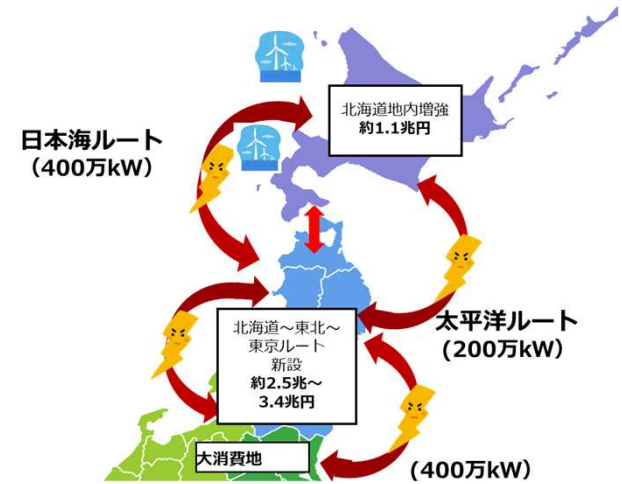 北海道地内増強
約1.1兆円
日本海ルート
（400万kW）
北海道～東北～
東京ルート
新設
約2.5兆～
3.4兆円
太平洋ルート
(200万kW)
大消費地
(400万kW)